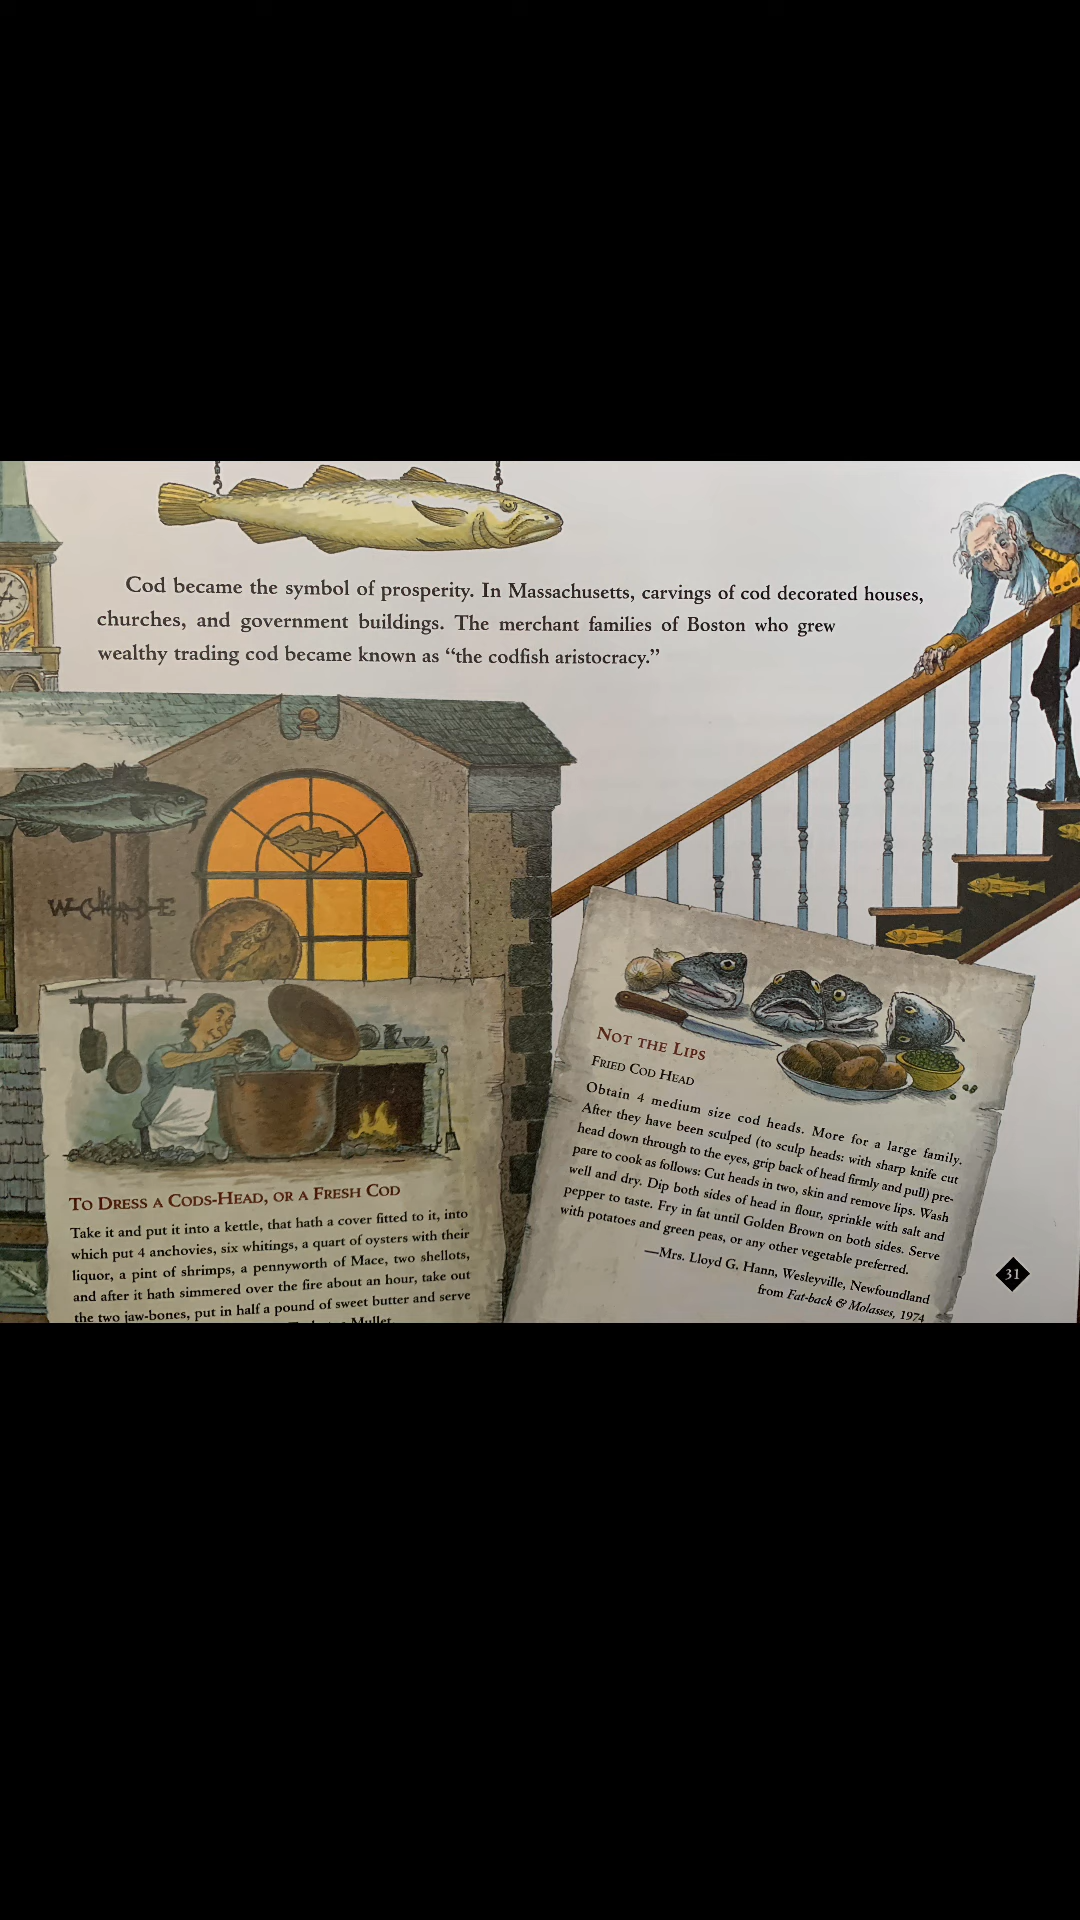 Cod became the symbol of prosperity. In Massachusetts, carvings of cod decorated houses,
churches, and government buildings. The merchant families of Boston who grew
wealthy trading cod became known as “the codfish aristocracy.”
W E
TO DRESS A CODS-HEAD, OR A FRESH COD
Take it and put it into a kettle, that hath a cover fitted to it, into
which put 4 anchovies, six whitings, a quart of oysters with their
liquor, a pint of shrimps, a pennyworth of Mace, two shellots,
and after it hath simmered over the fire about an hour, take out
the two jaw-bones, put in half a pound of sweet butter and serve
Mullet
NOT THE LIPS
FRIED COD HEAD
Obtain 4 medium size cod heads. More for a large family.
After they have been sculped (to sculp heads: with sharp knife cut
head down through to the eyes, grip back of head firmly and pull) pre-
pare to cook as follows: Cut heads in two, skin and remove lips. Wash
well and dry. Dip both sides of head in flour, sprinkle with salt and
pepper to taste. Fry in fat until Golden Brown on both sides. Serve
with potatoes and green peas, or any other vegetable preferred.
—Mrs. Lloyd G. Hann, Wesleyville, Newfoundland
from Fat-back & Molasses, 1974
31